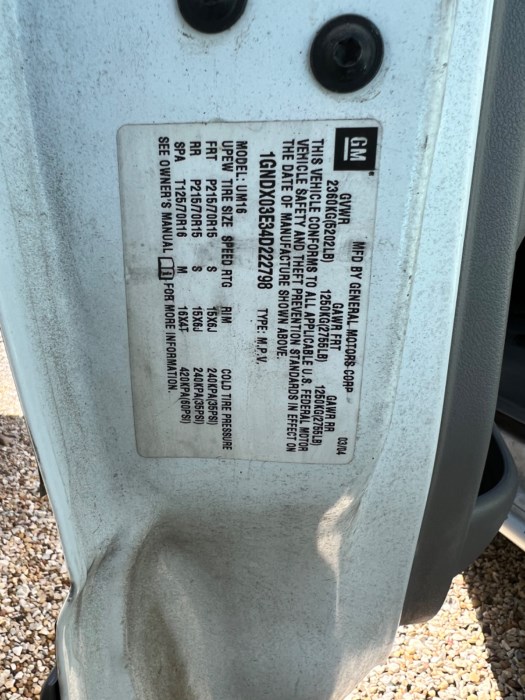 GM
MFD BY GENERAL MOTORS CORP 03/04
GVWR GAWR FRT GAWR RR
2360KG(5202LB) 1250KG(2755LB) 1250KG(2755LB)
THIS VEHICLE CONFORMS TO ALL APPLICABLE U.S. FEDERAL MOTOR
VEHICLE SAFETY AND THEFT PREVENTION STANDARDS IN EFFECT ON
THE DATE OF MANUFACTURE SHOWN ABOVE.
1GNDX03E34D222798 TYPE: M.P.V.
MODEL: UM16
UPEW TIRE SIZE SPEED RTG RIM COLD TIRE PRESSURE
FRT P215/70R15 S 15X6J 240KPA(35PSI)
RR P215/70R15 S 15X6J 240KPA(35PSI)
SPA T125/70R16 M 16X4T 420KPA(60PSI)
SEE OWNER'S MANUAL FOR MORE INFORMATION.